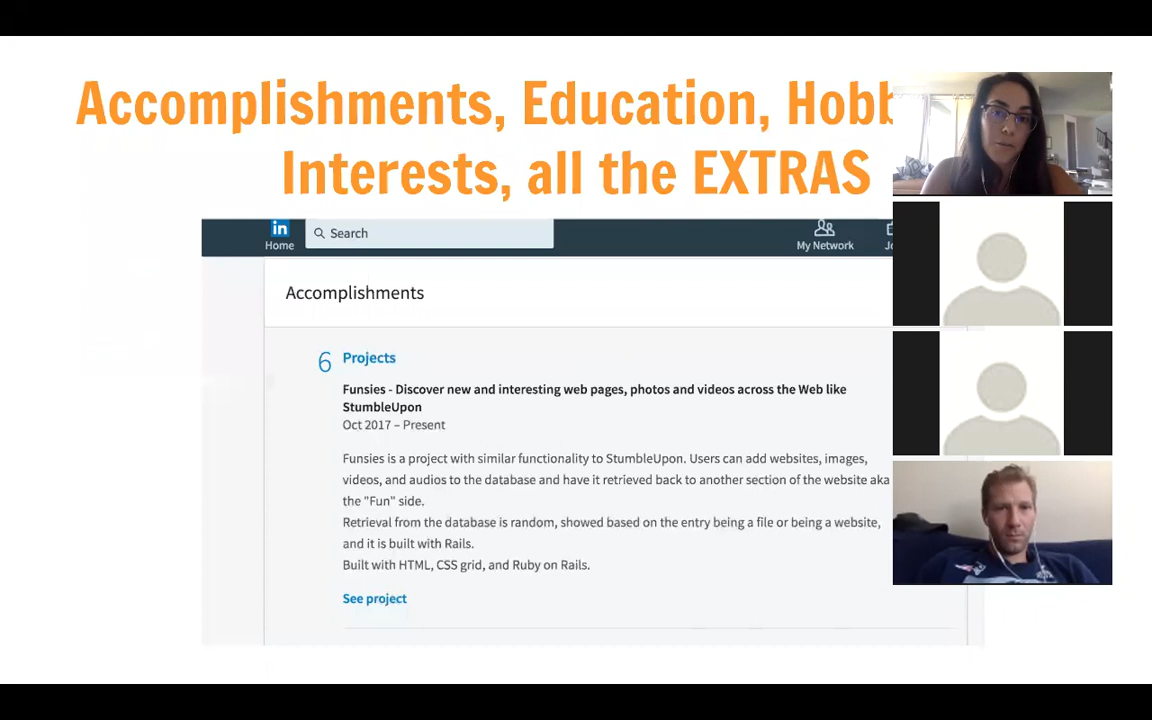 Accomplishments, Education, Hobb
Interests, all the EXTRAS
in
Home
Search
My Network
Accomplishments
6 Projects
Funsies - Discover new and interesting web pages, photos and videos across the Web like
StumbleUpon
Oct 2017 – Present
Funsies is a project with similar functionality to StumbleUpon. Users can add websites, images,
videos, and audios to the database and have it retrieved back to another section of the website aka
the "Fun" side.
Retrieval from the database is random, showed based on the entry being a file or being a website,
and it is built with Rails.
Built with HTML, CSS grid, and Ruby on Rails.
See project